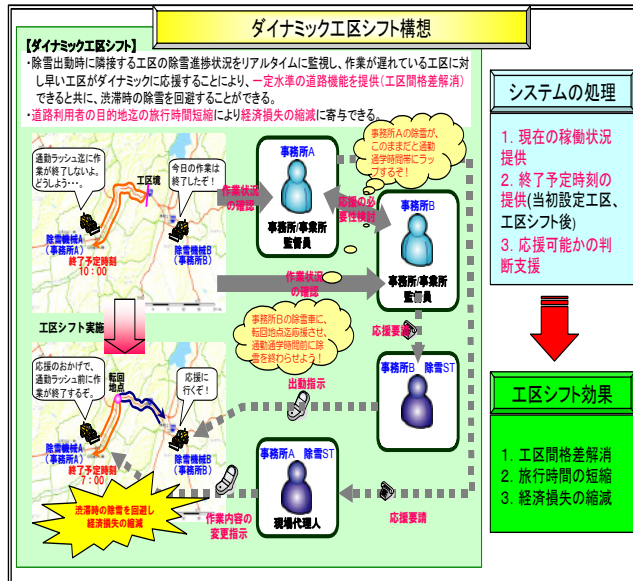 ダイナミック工区シフト構想
【ダイナミック工区シフト】
・除雪出動時に隣接する工区の除雪進捗状況をリアルタイムに監視し、作業が遅れている工区に対
し早い工区がダイナミックに応援することにより、一定水準の道路機能を提供（工区間格差解消）
できると共に、渋滞時の除雪を回避することができる。
・道路利用者の目的地迄の旅行時間短縮により経済損失の縮減に寄与できる。
通勤ラッシュ迄に
作業が終了しないよ。
どうしよう・・・。
工区境
今日の作業は
終了したぞ！
除雪機械A
（事務所A）
終了予定時刻
１０：００
除雪機械B
（事務所B）
作業状況
の確認
事務所A
事務所/事業所
監督員
事務所Aの除雪が、
このままだと通勤
通学時間帯にラッ
プするぞ！
応援の必
要性検討
事務所B
事務所/事業所
監督員
作業状況
の確認
工区シフト実施
事務所Bの除雪車に、
転回地点迄応援させ、
通勤通学時間前に除
雪を終わらせよう！
応援要請
応援のおかげで、
通勤ラッシュ前に作
業が終了するぞ。
転回
地点
応援に
行くぞ！
除雪機械A
（事務所A）
終了予定時刻
７：００
除雪機械B
（事務所B）
出動指示
事務所B　除雪ST
事務所A　除雪ST
現場代理人
渋滞時の除雪を回避し
経済損失の縮減
作業内容の
変更指示
応援要請
システムの処理
1. 現在の稼働状況
提供
2. 終了予定時刻の
提供(当初設定工区、
工区シフト後)
3. 応援可能かの判
断支援
工区シフト効果
1. 工区間格差解消
2. 旅行時間の短縮
3. 経済損失の縮減